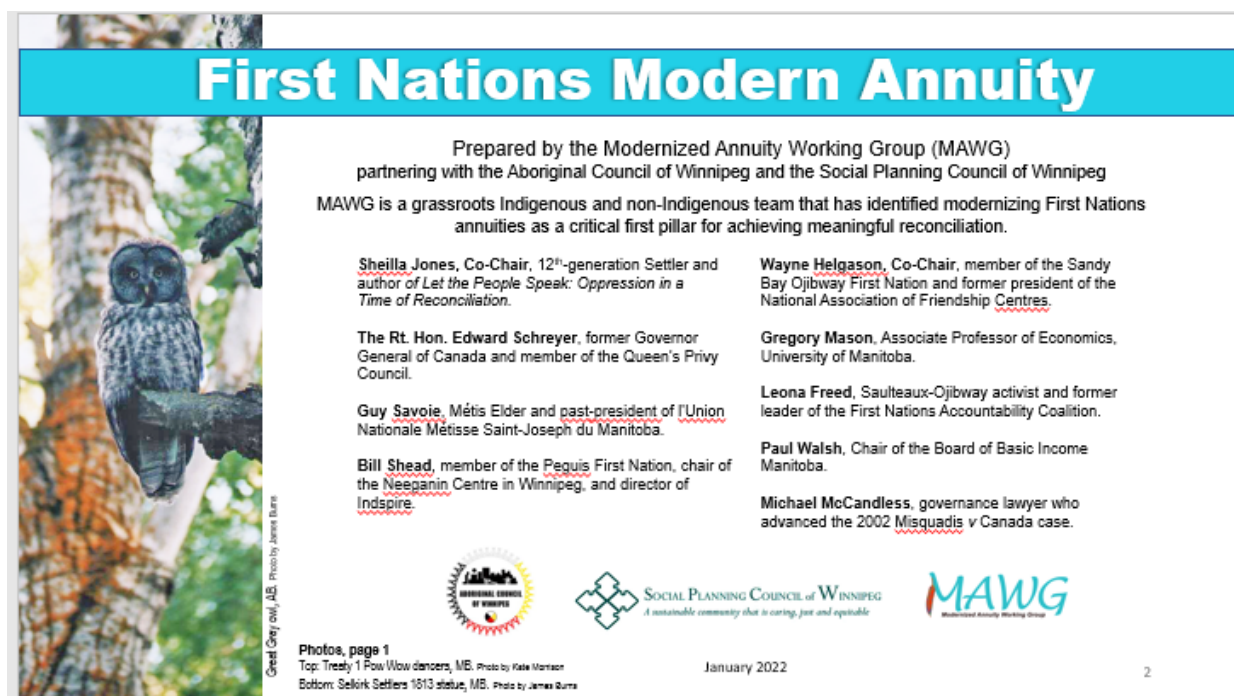 First Nations Modern Annuity
Prepared by the Modernized Annuity Working Group (MAWG)
partnering with the Aboriginal Council of Winnipeg and the Social Planning Council of Winnipeg
MAWG is a grassroots Indigenous and non-Indigenous team that has identified modernizing First Nations
annuities as a critical first pillar for achieving meaningful reconciliation.
Sheilla Jones, Co-Chair, 12th-generation Settler and
author of Let the People Speak: Oppression in a
Time of Reconciliation.
The Rt. Hon. Edward Schreyer, former Governor
General of Canada and member of the Queen's Privy
Council.
Guy Savoie, Métis Elder and past-president of l'Union
Nationale Métisse Saint-Joseph du Manitoba.
Bill Shead, member of the Peguis First Nation, chair of
the Neeganin Centre in Winnipeg, and director of
Indspire.
Wayne Helgason, Co-Chair, member of the Sandy
Bay Ojibway First Nation and former president of the
National Association of Friendship Centres.
Gregory Mason, Associate Professor of Economics,
University of Manitoba.
Leona Freed, Saulteaux-Ojibway activist and former
leader of the First Nations Accountability Coalition.
Paul Walsh, Chair of the Board of Basic Income
Manitoba.
Michael McCandless, governance lawyer who
advanced the 2002 Misquadis v Canada case.
Great Gray owl, AB. Photo by James Burns
ABORIGINAL COUNCIL
OF WINNIPEG
SOCIAL PLANNING COUNCIL of WINNIPEG
A sustainable community that is caring, just and equitable
MAWG
Modernized Annuity Working Group
Photos, page 1
Top: Treaty 1 Pow Wow dancers, MB. Photo by Kate Morrison
Bottom: Selkirk Settlers 1813 statue, MB. Photo by James Burns
January 2022
2